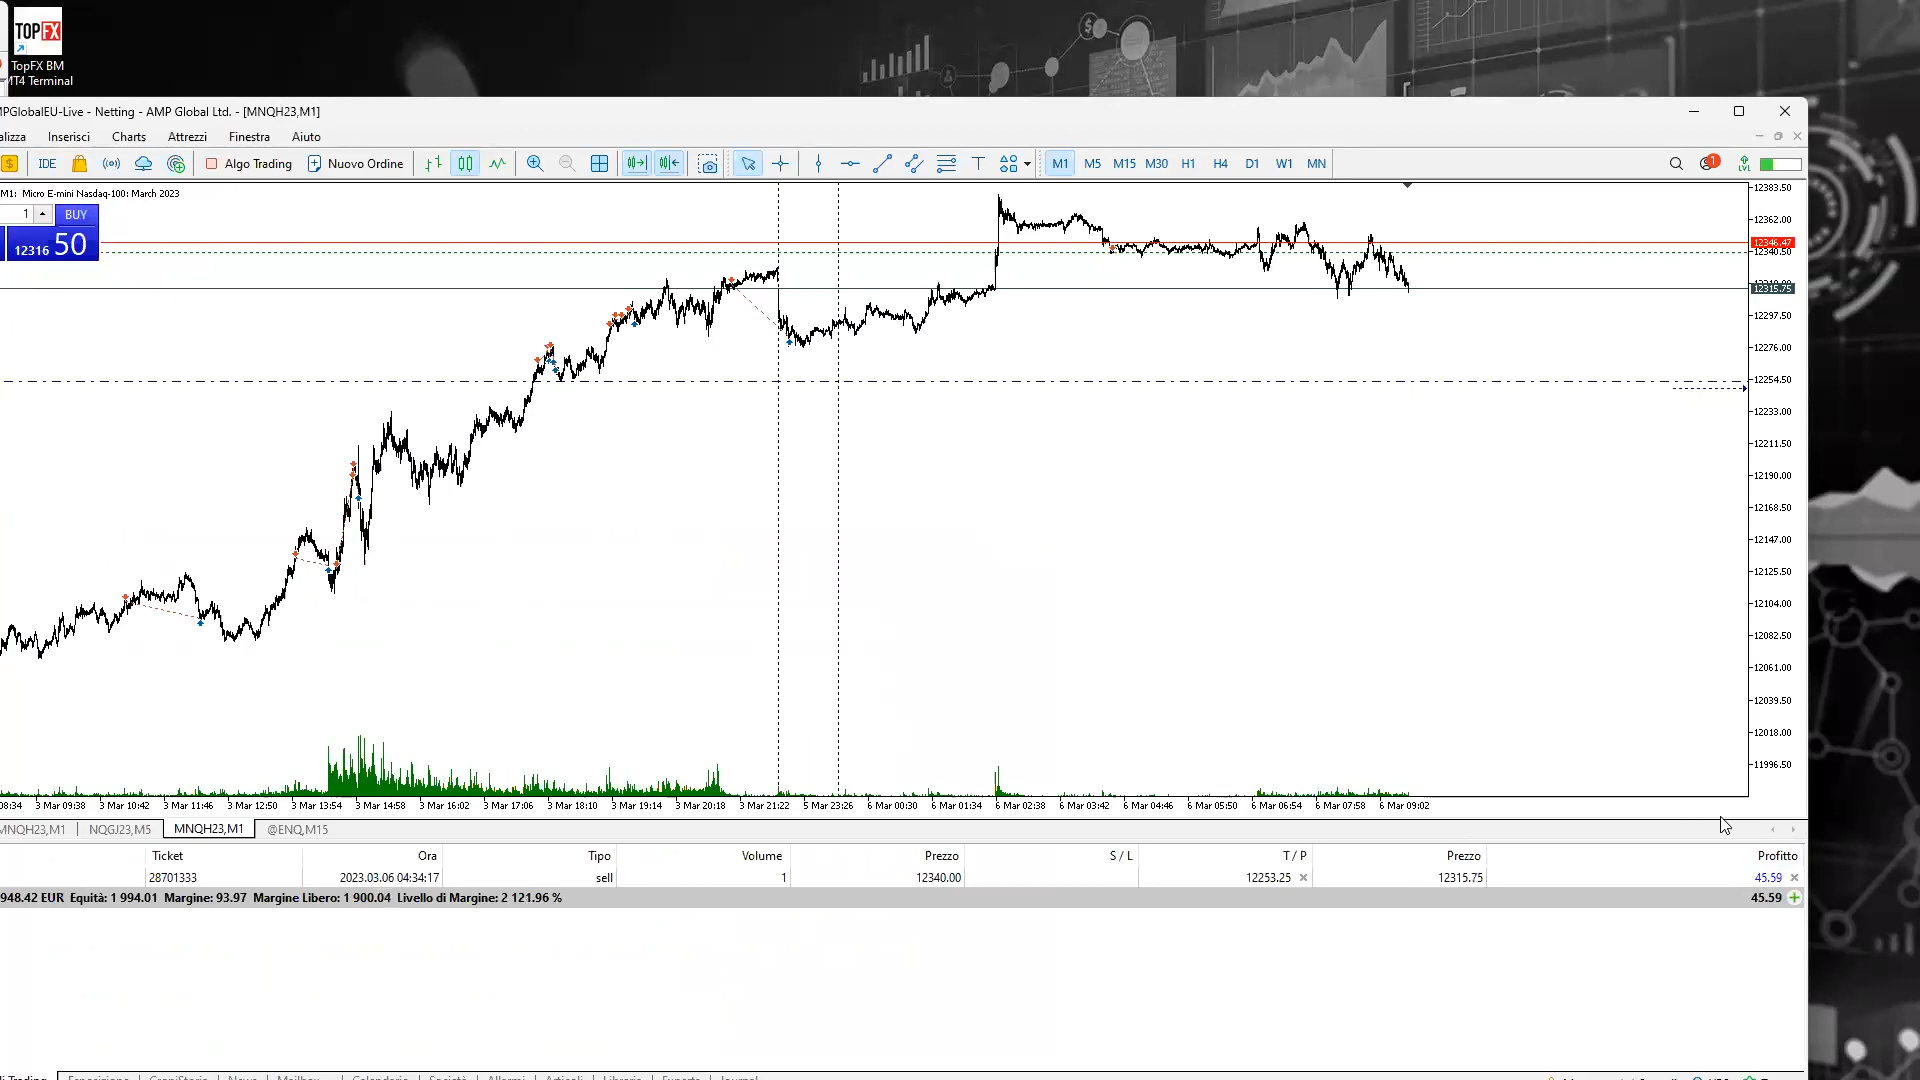 TOPFX
TopFX BM
MT4 Terminal
MPGlobalEU-Live - Netting - AMP Global Ltd. - [MNQH23,M1]
alizza Inserisci Charts Attrezzi Finestra Aiuto
IDE Algo Trading Nuovo Ordine M1 M5 M15 M30 H1 H4 D1 W1 MN 1 LVL
M1: Micro E-mini Nasdaq-100: March 2023
1 BUY
12316 50
12383.50
12362.00
12346.47
12340.50
12315.75
12297.50
12276.00
12254.50
12233.00
12211.50
12190.00
12168.50
12147.00
12125.50
12104.00
12082.50
12061.00
12039.50
12018.00
11996.50
08:34 3 Mar 09:38 3 Mar 10:42 3 Mar 11:46 3 Mar 12:50 3 Mar 13:54 3 Mar 14:58 3 Mar 16:02 3 Mar 17:06 3 Mar 18:10 3 Mar 19:14 3 Mar 20:18 3 Mar 21:22 5 Mar 23:26 6 Mar 00:30 6 Mar 01:34 6 Mar 02:38 6 Mar 03:42 6 Mar 04:46 6 Mar 05:50 6 Mar 06:54 6 Mar 07:58 6 Mar 09:02
MNQH23,M1 NQGJ23,M5 MNQH23,M1 @ENQ,M15
Ticket Ora Tipo Volume Prezzo S / L T / P Prezzo Profitto
28701333 2023.03.06 04:34:17 sell 1 12340.00 12253.25 12315.75 45.59
948.42 EUR Equità: 1 994.01 Margine: 93.97 Margine Libero: 1 900.04 Livello di Margine: 2 121.96 % 45.59